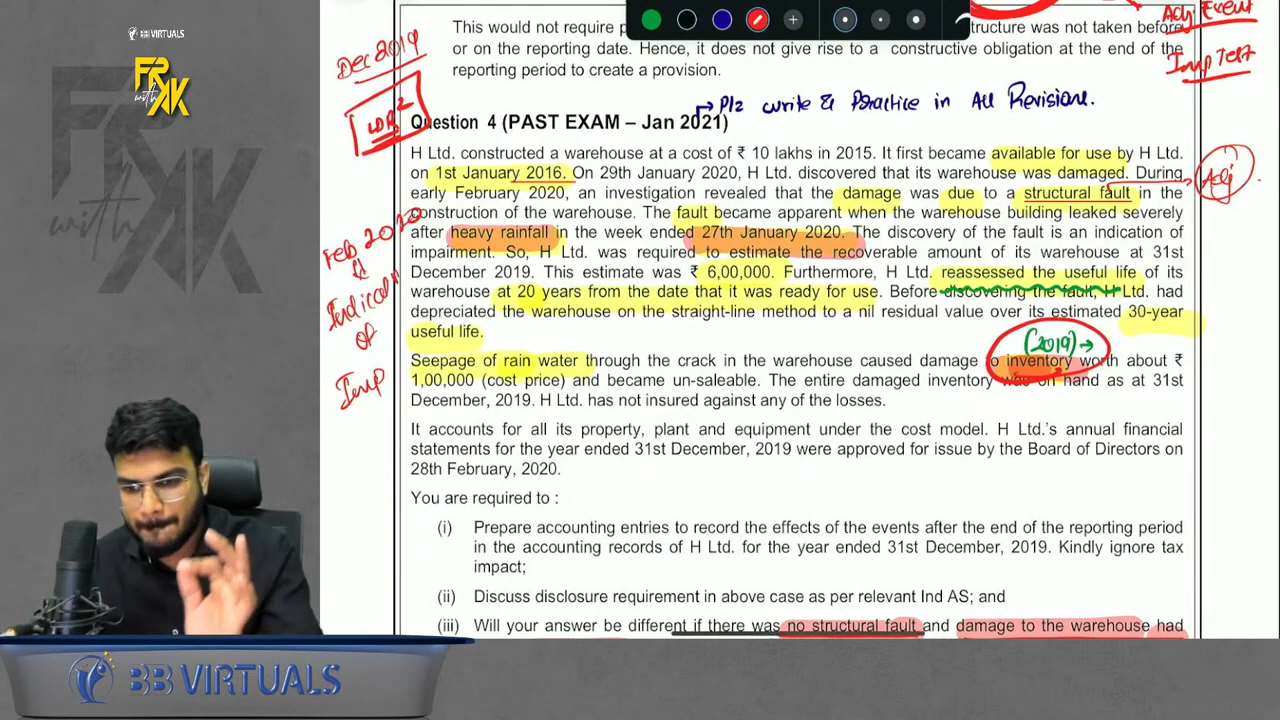 BB VIRTUALS
FR
with
AK
This would not require p structure was not taken before
or on the reporting date. Hence, it does not give rise to a constructive obligation at the end of the
reporting period to create a provision.
Adj Event
Imp Test
Dec 2019
Plz write & Practice in All Revision.
Question 4 (PAST EXAM – Jan 2021)
H Ltd. constructed a warehouse at a cost of ₹ 10 lakhs in 2015. It first became available for use by H Ltd.
on 1st January 2016. On 29th January 2020, H Ltd. discovered that its warehouse was damaged. During
early February 2020, an investigation revealed that the damage was due to a structural fault in the
construction of the warehouse. The fault became apparent when the warehouse building leaked severely
after heavy rainfall in the week ended 27th January 2020. The discovery of the fault is an indication of
impairment. So, H Ltd. was required to estimate the recoverable amount of its warehouse at 31st
December 2019. This estimate was ₹ 6,00,000. Furthermore, H Ltd. reassessed the useful life of its
warehouse at 20 years from the date that it was ready for use. Before discovering the fault, H Ltd. had
depreciated the warehouse on the straight-line method to a nil residual value over its estimated 30-year
useful life.
Adj
Feb 2020
Indication
of
Imp
(2019) →
Seepage of rain water through the crack in the warehouse caused damage to inventory worth about ₹
1,00,000 (cost price) and became un-saleable. The entire damaged inventory was on hand as at 31st
December, 2019. H Ltd. has not insured against any of the losses.
It accounts for all its property, plant and equipment under the cost model. H Ltd.'s annual financial
statements for the year ended 31st December, 2019 were approved for issue by the Board of Directors on
28th February, 2020.
You are required to :
(i) Prepare accounting entries to record the effects of the events after the end of the reporting period
in the accounting records of H Ltd. for the year ended 31st December, 2019. Kindly ignore tax
impact;
(ii) Discuss disclosure requirement in above case as per relevant Ind AS; and
(iii) Will your answer be different if there was no structural fault and damage to the warehouse had
BB VIRTUALS